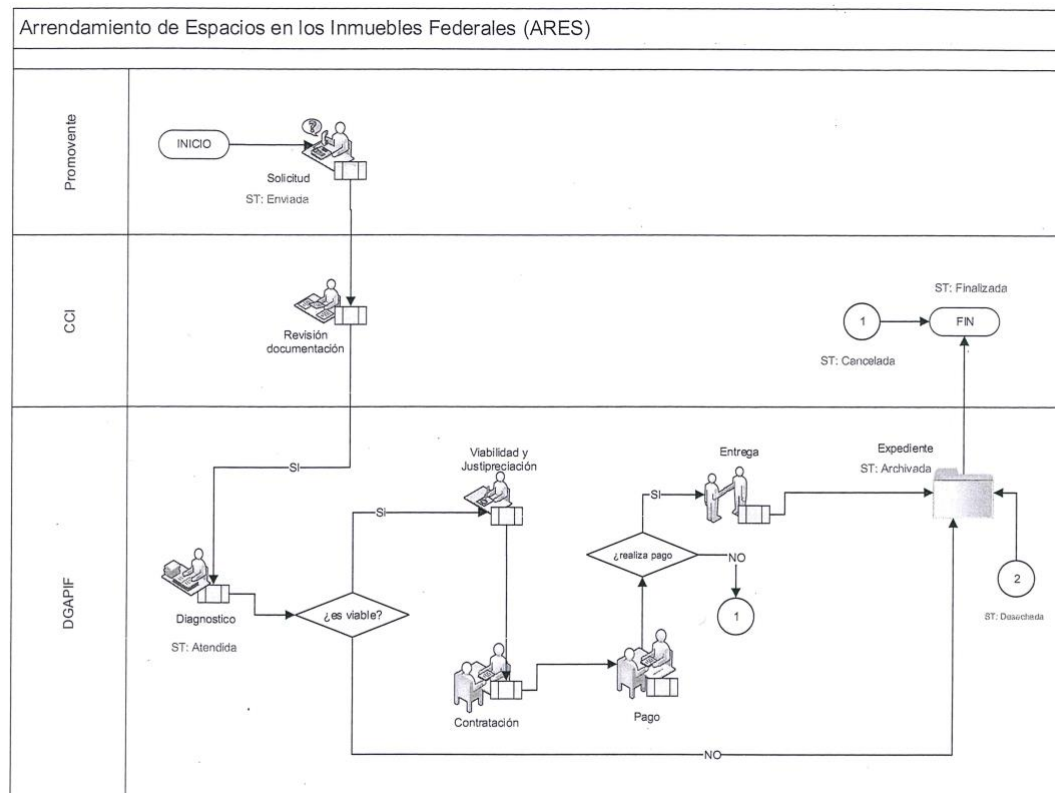 Arrendamiento de Espacios en los Inmuebles Federales (ARES)
Promovente
INICIO
Solicitud
ST: Enviada
CCI
Revisión
documentación
ST: Finalizada
1
FIN
ST: Cancelada
DGAPIF
SI
Viabilidad y
Justipreciación
Entrega
Expediente
ST: Archivada
SI
SI
¿realiza pago
NO
1
2
ST: Desechada
Diagnostico
ST: Atendida
¿es viable?
Contratación
Pago
NO